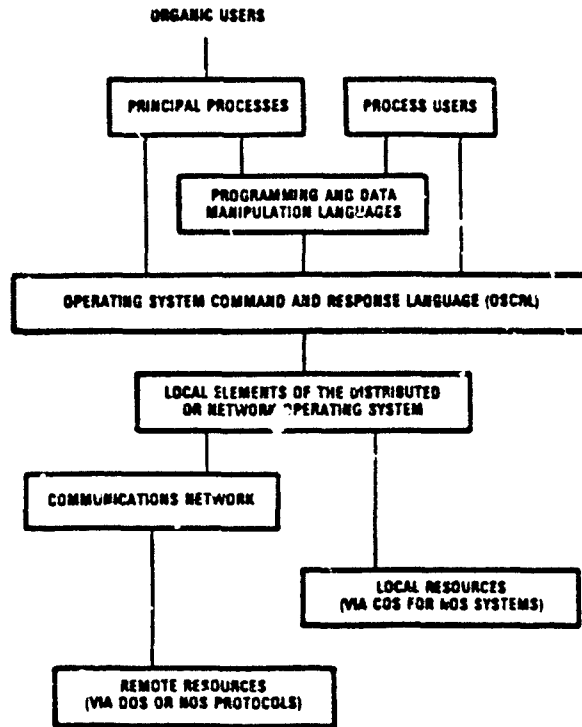 ORGANIC USERS
PRINCIPAL PROCESSES
PROCESS USERS
PROGRAMMING AND DATA
MANIPULATION LANGUAGES
OPERATING SYSTEM COMMAND AND RESPONSE LANGUAGE (OSCRL)
LOCAL ELEMENTS OF THE DISTRIBUTED
OR NETWORK OPERATING SYSTEM
COMMUNICATIONS NETWORK
LOCAL RESOURCES
(VIA COS FOR NOS SYSTEMS)
REMOTE RESOURCES
(VIA DOS OR NOS PROTOCOLS)